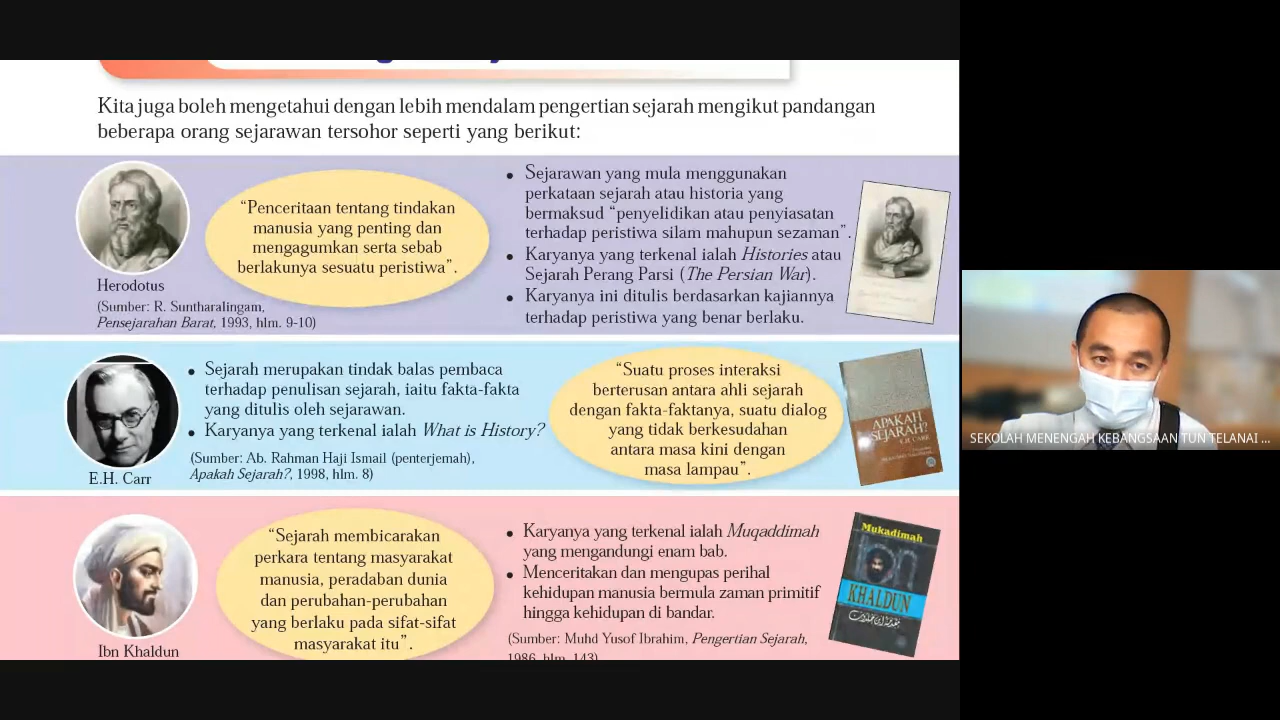 Kita juga boleh mengetahui dengan lebih mendalam pengertian sejarah mengikut pandangan
beberapa orang sejarawan tersohor seperti yang berikut:
“Penceritaan tentang tindakan
manusia yang penting dan
mengagumkan serta sebab
berlakunya sesuatu peristiwa”.
Herodotus
(Sumber: R. Suntharalingam,
Pensejarahan Barat, 1993, hlm. 9-10)
• Sejarawan yang mula menggunakan
perkataan sejarah atau historia yang
bermaksud “penyelidikan atau penyiasatan
terhadap peristiwa silam mahupun sezaman”.
• Karyanya yang terkenal ialah Histories atau
Sejarah Perang Parsi (The Persian War).
• Karyanya ini ditulis berdasarkan kajiannya
terhadap peristiwa yang benar berlaku.
E.H. Carr
• Sejarah merupakan tindak balas pembaca
terhadap penulisan sejarah, iaitu fakta-fakta
yang ditulis oleh sejarawan.
• Karyanya yang terkenal ialah What is History?
(Sumber: Ab. Rahman Haji Ismail (penterjemah),
Apakah Sejarah?, 1998, hlm. 8)
“Suatu proses interaksi
berterusan antara ahli sejarah
dengan fakta-faktanya, suatu dialog
yang tidak berkesudahan
antara masa kini dengan
masa lampau”.
APAKAH
SEJARAH?
E.H. CARR
Ibn Khaldun
“Sejarah membicarakan
perkara tentang masyarakat
manusia, peradaban dunia
dan perubahan-perubahan
yang berlaku pada sifat-sifat
masyarakat itu”.
• Karyanya yang terkenal ialah Muqaddimah
yang mengandungi enam bab.
• Menceritakan dan mengupas perihal
kehidupan manusia bermula zaman primitif
hingga kehidupan di bandar.
(Sumber: Muhd Yusof Ibrahim, Pengertian Sejarah,
1986, hlm. 143)
Mukadimah
KHALDUN
SEKOLAH MENENGAH KEBANGSAAN TUN TELANAI ...